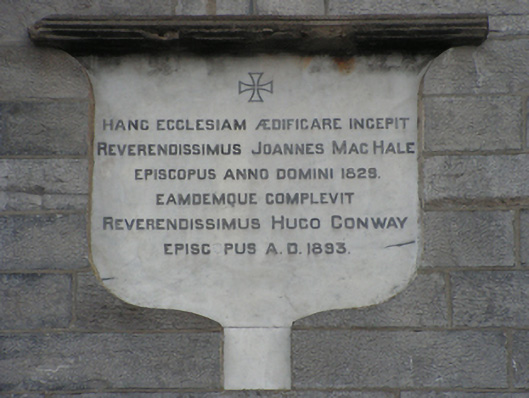 HANC ECCLESIAM ÆDIFICARE INCEPIT
REVERENDISSIMUS JOANNES MAC HALE
EPISCOPUS ANNO DOMINI 1828.
EAMDEMQUE COMPLEVIT
REVERENDISSIMUS HUGO CONWAY
EPISC PUS A.D. 1893.